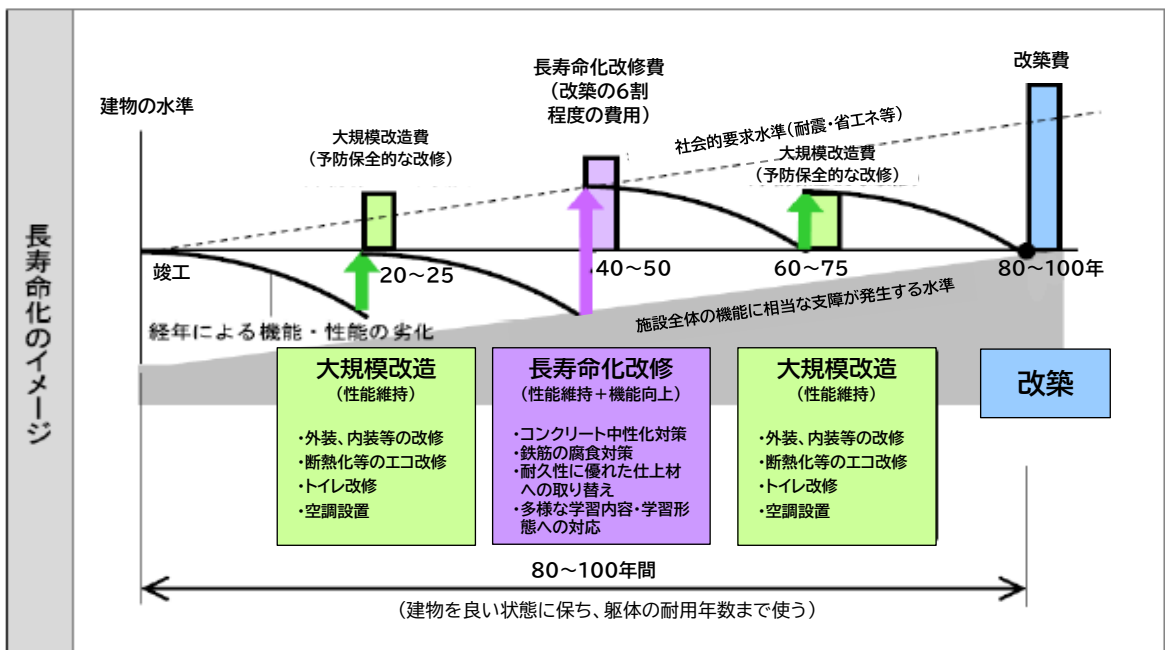 長寿命化のイメージ
建物の水準
大規模改造費
（予防保全的な改修）
長寿命化改修費
（改築の6割
程度の費用）
社会的要求水準（耐震・省エネ等）
大規模改造費
（予防保全的な改修）
改築費
竣工
20～25
40～50
60～75
80～100年
経年による機能・性能の劣化
施設全体の機能に相当な支障が発生する水準
大規模改造
（性能維持）
・外装、内装等の改修
・断熱化等のエコ改修
・トイレ改修
・空調設置
長寿命化改修
（性能維持＋機能向上）
・コンクリート中性化対策
・鉄筋の腐食対策
・耐久性に優れた仕上材
への取り替え
・多様な学習内容・学習形
態への対応
大規模改造
（性能維持）
・外装、内装等の改修
・断熱化等のエコ改修
・トイレ改修
・空調設置
改築
80～100年間
（建物を良い状態に保ち、躯体の耐用年数まで使う）